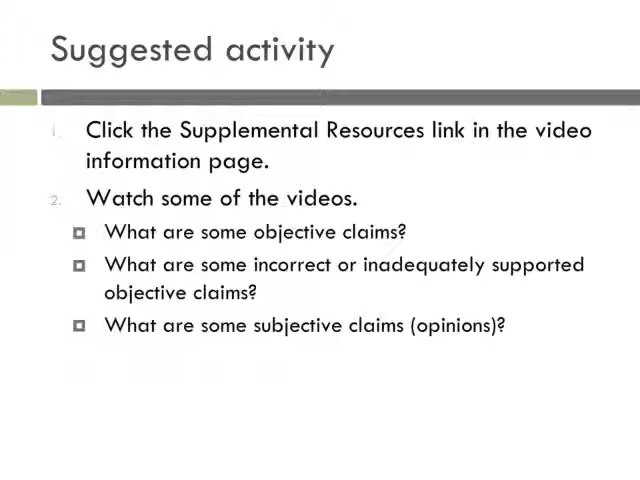 Suggested activity
1. Click the Supplemental Resources link in the video
information page.
2. Watch some of the videos.
What are some objective claims?
What are some incorrect or inadequately supported
objective claims?
What are some subjective claims (opinions)?